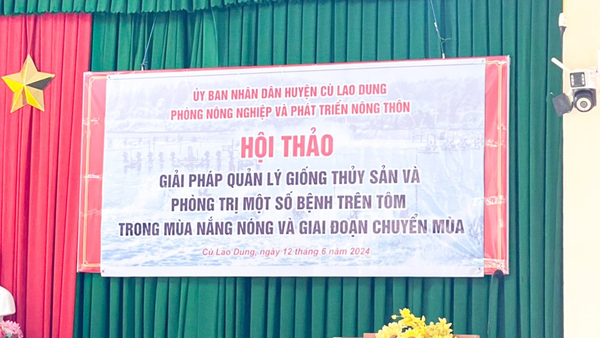 ỦY BAN NHÂN DÂN HUYỆN CÙ LAO DUNG
PHÒNG NÔNG NGHIỆP VÀ PHÁT TRIỂN NÔNG THÔN
HỘI THẢO
GIẢI PHÁP QUẢN LÝ GIỐNG THỦY SẢN VÀ
PHÒNG TRỊ MỘT SỐ BỆNH TRÊN TÔM
TRONG MÙA NẮNG NÓNG VÀ GIAI ĐOẠN CHUYỂN MÙA
Cù Lao Dung, ngày 12 tháng 6 năm 2024